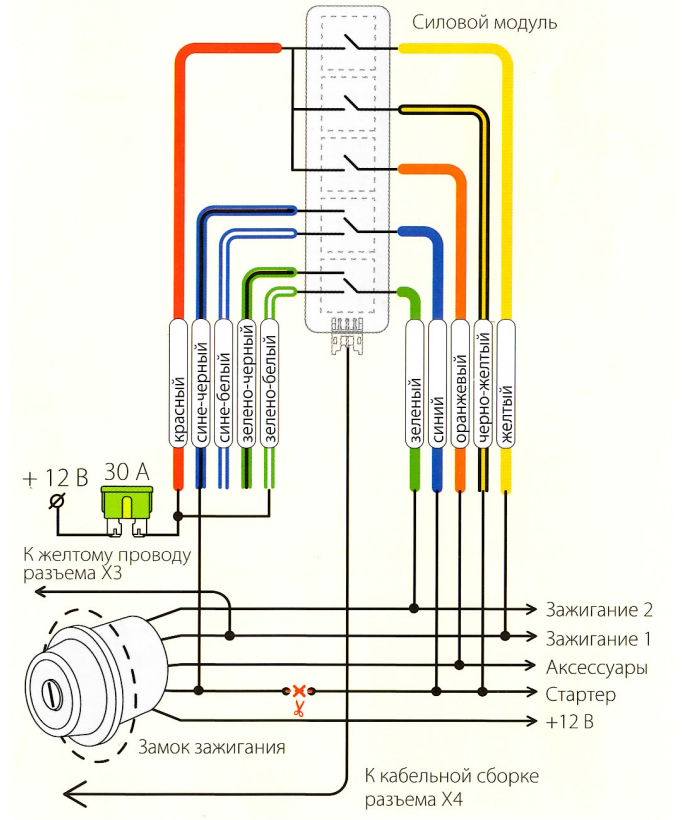 Силовой модуль
красный
сине-черный
сине-белый
зелено-черный
зелено-белый
зеленый
синий
оранжевый
черно-желтый
желтый
+ 12 В
30 А
К желтому проводу
разъема X3
Зажигание 2
Зажигание 1
Аксессуары
Стартер
+12 В
Замок зажигания
К кабельной сборке
разъема X4